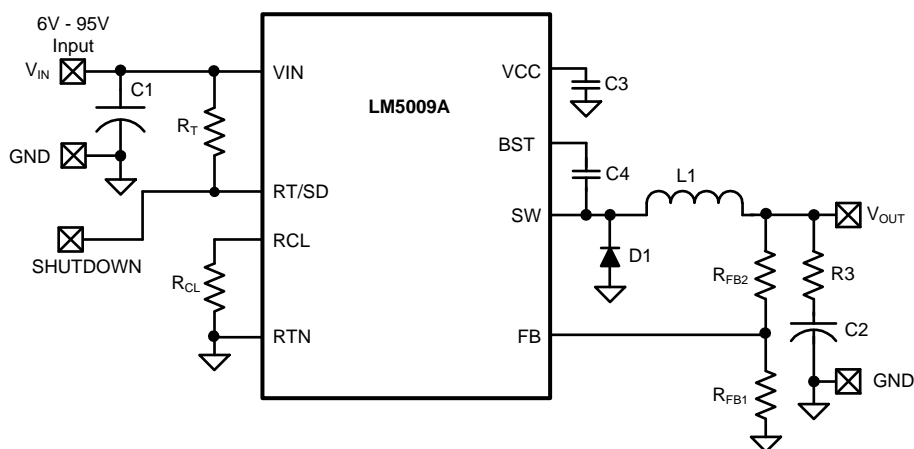 6V - 95V
Input
VIN
C1
GND
RT
SHUTDOWN
RCL
VIN
LM5009A
RT/SD
RCL
RTN
VCC
BST
SW
FB
C3
C4
L1
D1
VOUT
RFB2
R3
C2
RFB1
GND